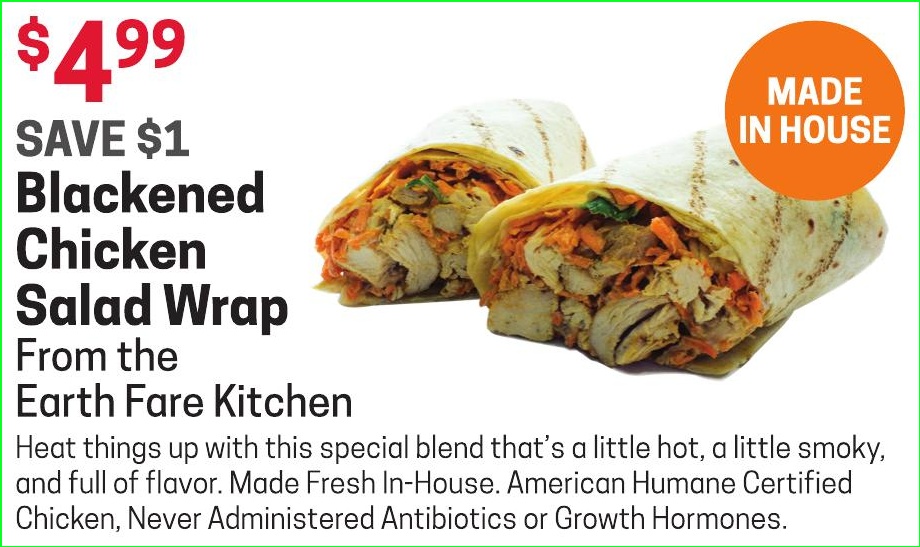 $4.99
SAVE $1
Blackened
Chicken
Salad Wrap
From the
Earth Fare Kitchen
Heat things up with this special blend that's a little hot, a little smoky,
and full of flavor. Made Fresh In-House. American Humane Certified
Chicken, Never Administered Antibiotics or Growth Hormones.
MADE
IN HOUSE